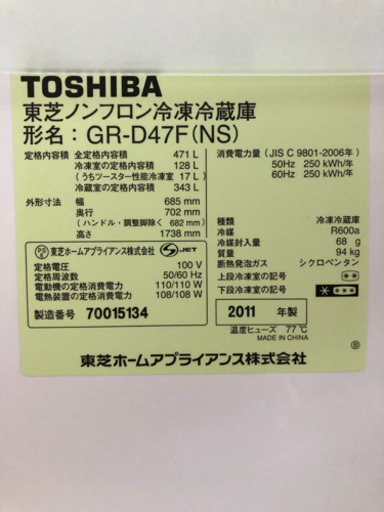 TOSHIBA
東芝ノンフロン冷凍冷蔵庫
形名：GR-D47F(NS)
定格内容積 全定格内容積 471 L
冷凍室の定格内容積 128 L
(うちツースター性能冷凍室 17 L)
冷蔵室の定格内容積 343 L
外形寸法 幅 685 mm
奥行 702 mm
(ハンドル・調整脚除く 682 mm)
高さ 1738 mm
消費電力量 (JIS C 9801-2006年)
50Hz 250 kWh/年
60Hz 250 kWh/年
種類 冷凍冷蔵庫
冷媒 R600a
冷媒封入量 68 g
質量 94 kg
断熱発泡ガス シクロペンタン
上段冷凍室の記号
下段冷凍室の記号
PS E 東芝ホームアプライアンス株式会社 S JET
定格電圧 100 V
定格周波数 50/60 Hz
電動機の定格消費電力 110/110 W
電熱装置の定格消費電力 108/108 W
製造番号 70015134
2011 年製
温度ヒューズ 77℃
MADE IN CHINA
東芝ホームアプライアンス株式会社